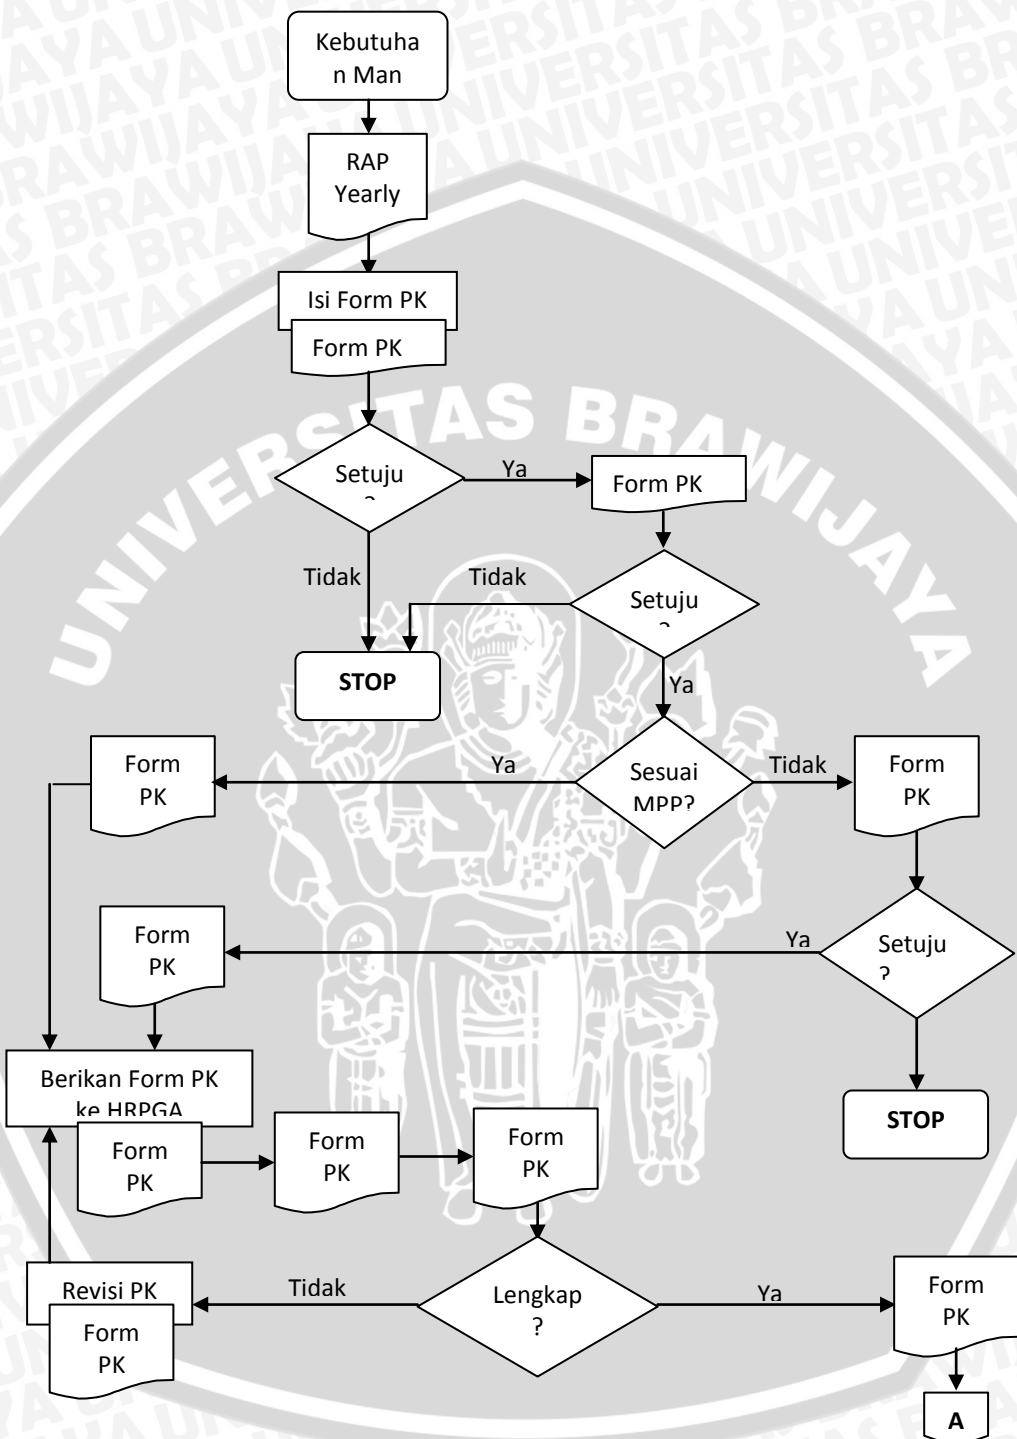 Kebutuha
n Man
RAP
Yearly
Isi Form PK
Form PK
UNIVERSITAS BRAWIJAYA
Setuju
?
Ya
Form PK
Tidak
Tidak
Setuju
?
STOP
Ya
Form
PK
Ya
Sesuai
MPP?
Tidak
Form
PK
Form
PK
Ya
Setuju
?
Berikan Form PK
ke HRPGA
STOP
Form
PK
Form
PK
Form
PK
Revisi PK
Tidak
Lengkap
?
Ya
Form
PK
Form
PK
A